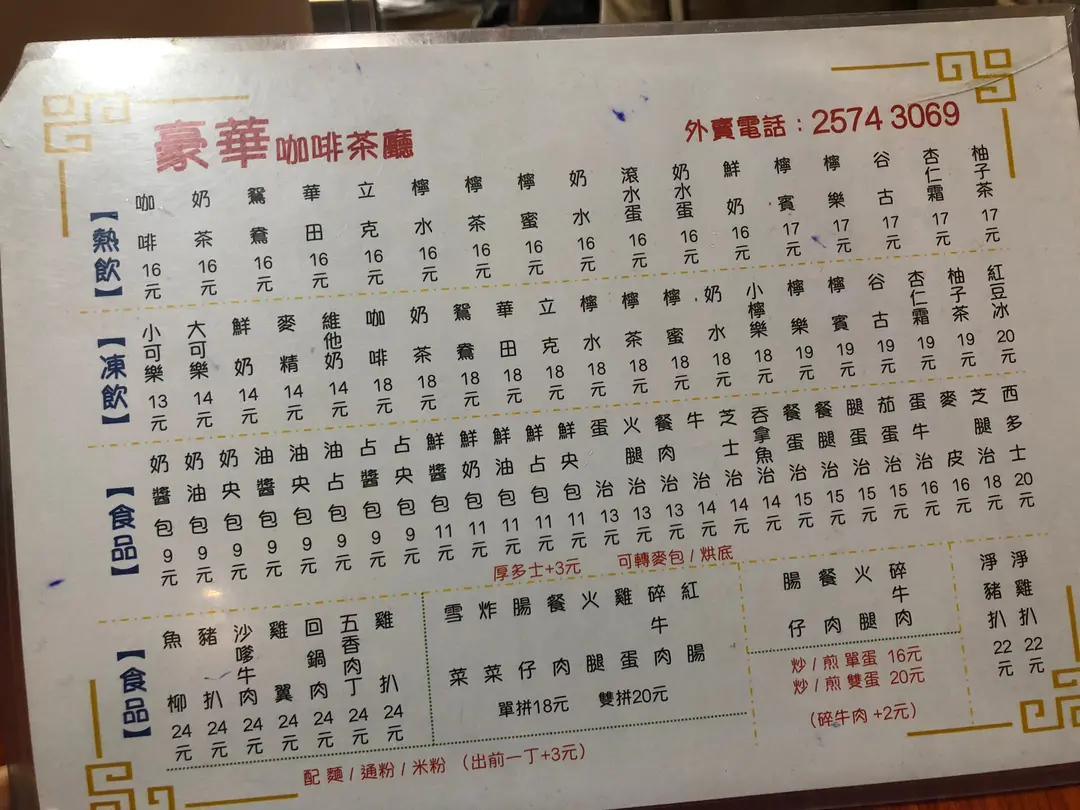 豪華咖啡茶廳
外賣電話：2574 3069
【熱飲】
咖啡 16元
奶茶 16元
鴛鴦 16元
華田 16元
立克 16元
檸水 16元
檸茶 16元
檸蜜 16元
奶水 16元
滾水蛋 16元
奶水蛋 16元
鮮奶 16元
檸賓 17元
檸樂 17元
谷古 17元
杏仁霜 17元
柚子茶 17元
【凍飲】
小可樂 13元
大可樂 14元
鮮奶 14元
麥精 14元
維他奶 14元
咖啡 18元
奶茶 18元
鴛鴦 18元
華田 18元
立克 18元
檸水 18元
檸茶 18元
檸蜜 18元
奶水 18元
小檸樂 18元
檸樂 19元
檸賓 19元
谷古 19元
杏仁霜 19元
柚子茶 19元
紅豆冰 20元
【食品】
奶醬包 9元
奶油包 9元
奶央包 9元
油醬包 9元
油央包 9元
油占包 9元
占醬包 9元
占央包 9元
鮮醬包 11元
鮮奶包 11元
鮮油包 11元
鮮占包 11元
鮮央包 11元
蛋治 13元
火腿治 13元
餐肉治 13元
牛治 14元
芝士治 14元
吞拿魚治 14元
餐蛋治 15元
餐腿治 15元
腿蛋治 15元
茄蛋治 15元
蛋牛治 16元
麥皮 16元
芝腿治 18元
西多士 20元
厚多士+3元 可轉麥包 / 烘底
【食品】
魚柳 24元
豬扒 24元
沙嗲牛肉 24元
雞翼 24元
回鍋肉 24元
五香肉丁 24元
雞扒 24元
雪菜
炸菜
腸仔
餐肉
火腿
雞蛋
碎牛肉
紅腸
單拼18元 雙拼20元
配 麵 / 通粉 / 米粉 （出前一丁+3元）
腸仔
餐肉
火腿
碎牛肉
炒 / 煎 單蛋 16元
炒 / 煎 雙蛋 20元
（碎牛肉 +2元）
淨豬扒 22元
淨雞扒 22元